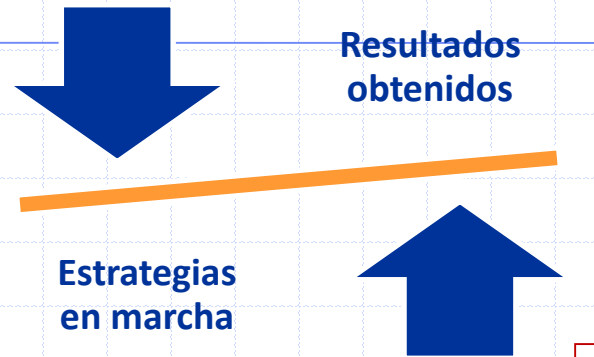 Resultados
obtenidos
Estrategias
en marcha